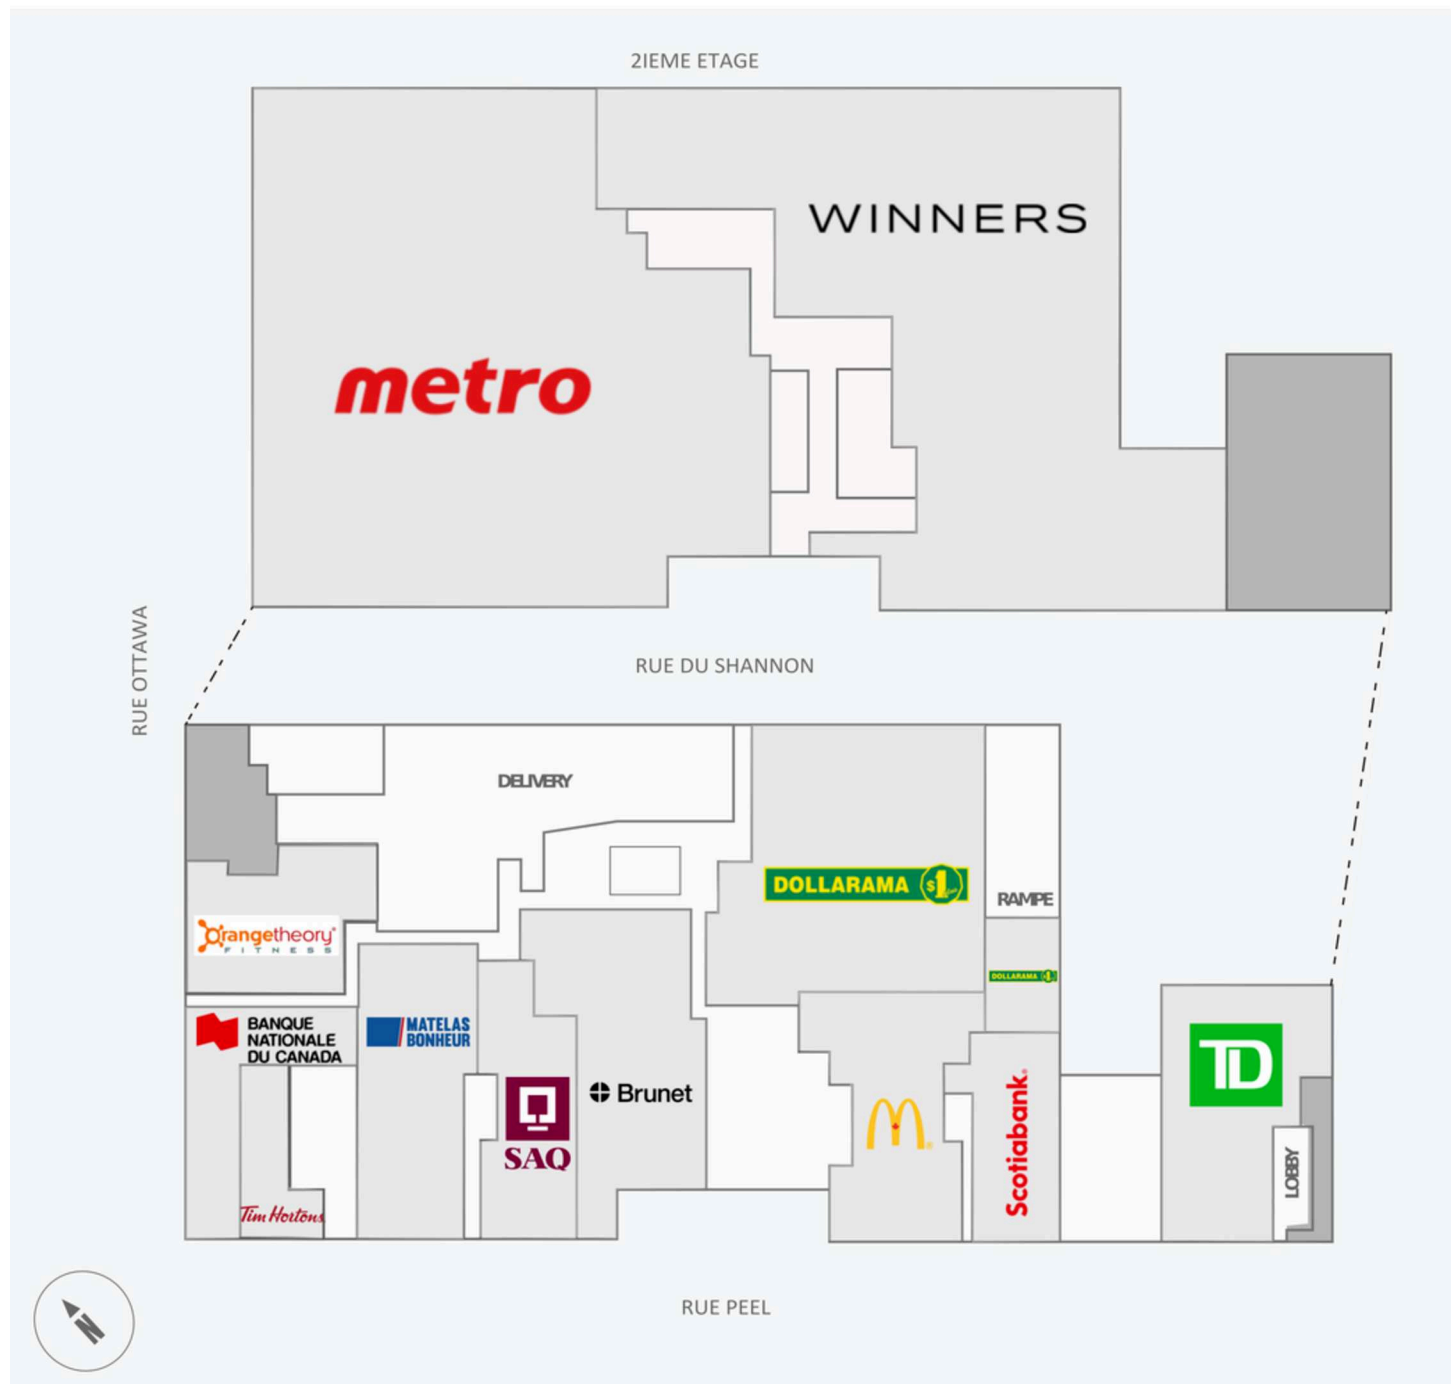 2IEME ETAGE
WINNERS
metro
RUE OTTAWA
RUE DU SHANNON
DELIVERY
DOLLARAMA $1
RAMPE
orangetheory
FITNESS
DOLLARAMA
BANQUE
NATIONALE
DU CANADA
MATELAS
BONHEUR
SAQ
Brunet
Scotiabank
TD
LOBBY
Tim Hortons
RUE PEEL
N